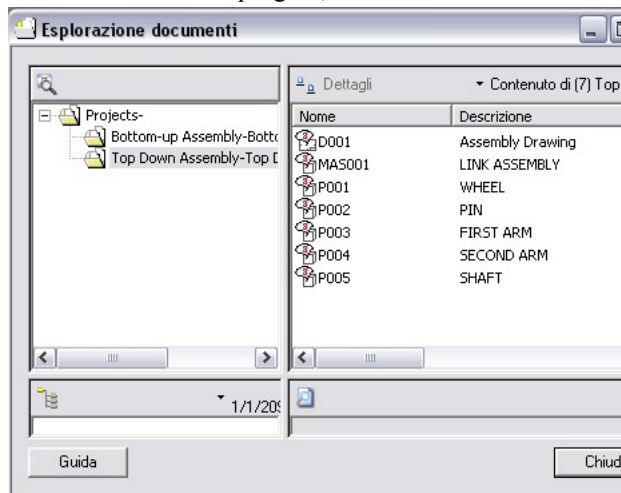 Esplorazione documenti
Dettagli
Contenuto di (7) Top
Projects-
Bottom-up Assembly-Botto
Top Down Assembly-Top D
Nome Descrizione
D001 Assembly Drawing
MAS001 LINK ASSEMBLY
P001 WHEEL
P002 PIN
P003 FIRST ARM
P004 SECOND ARM
P005 SHAFT
1/1/209
Guida
Chiud